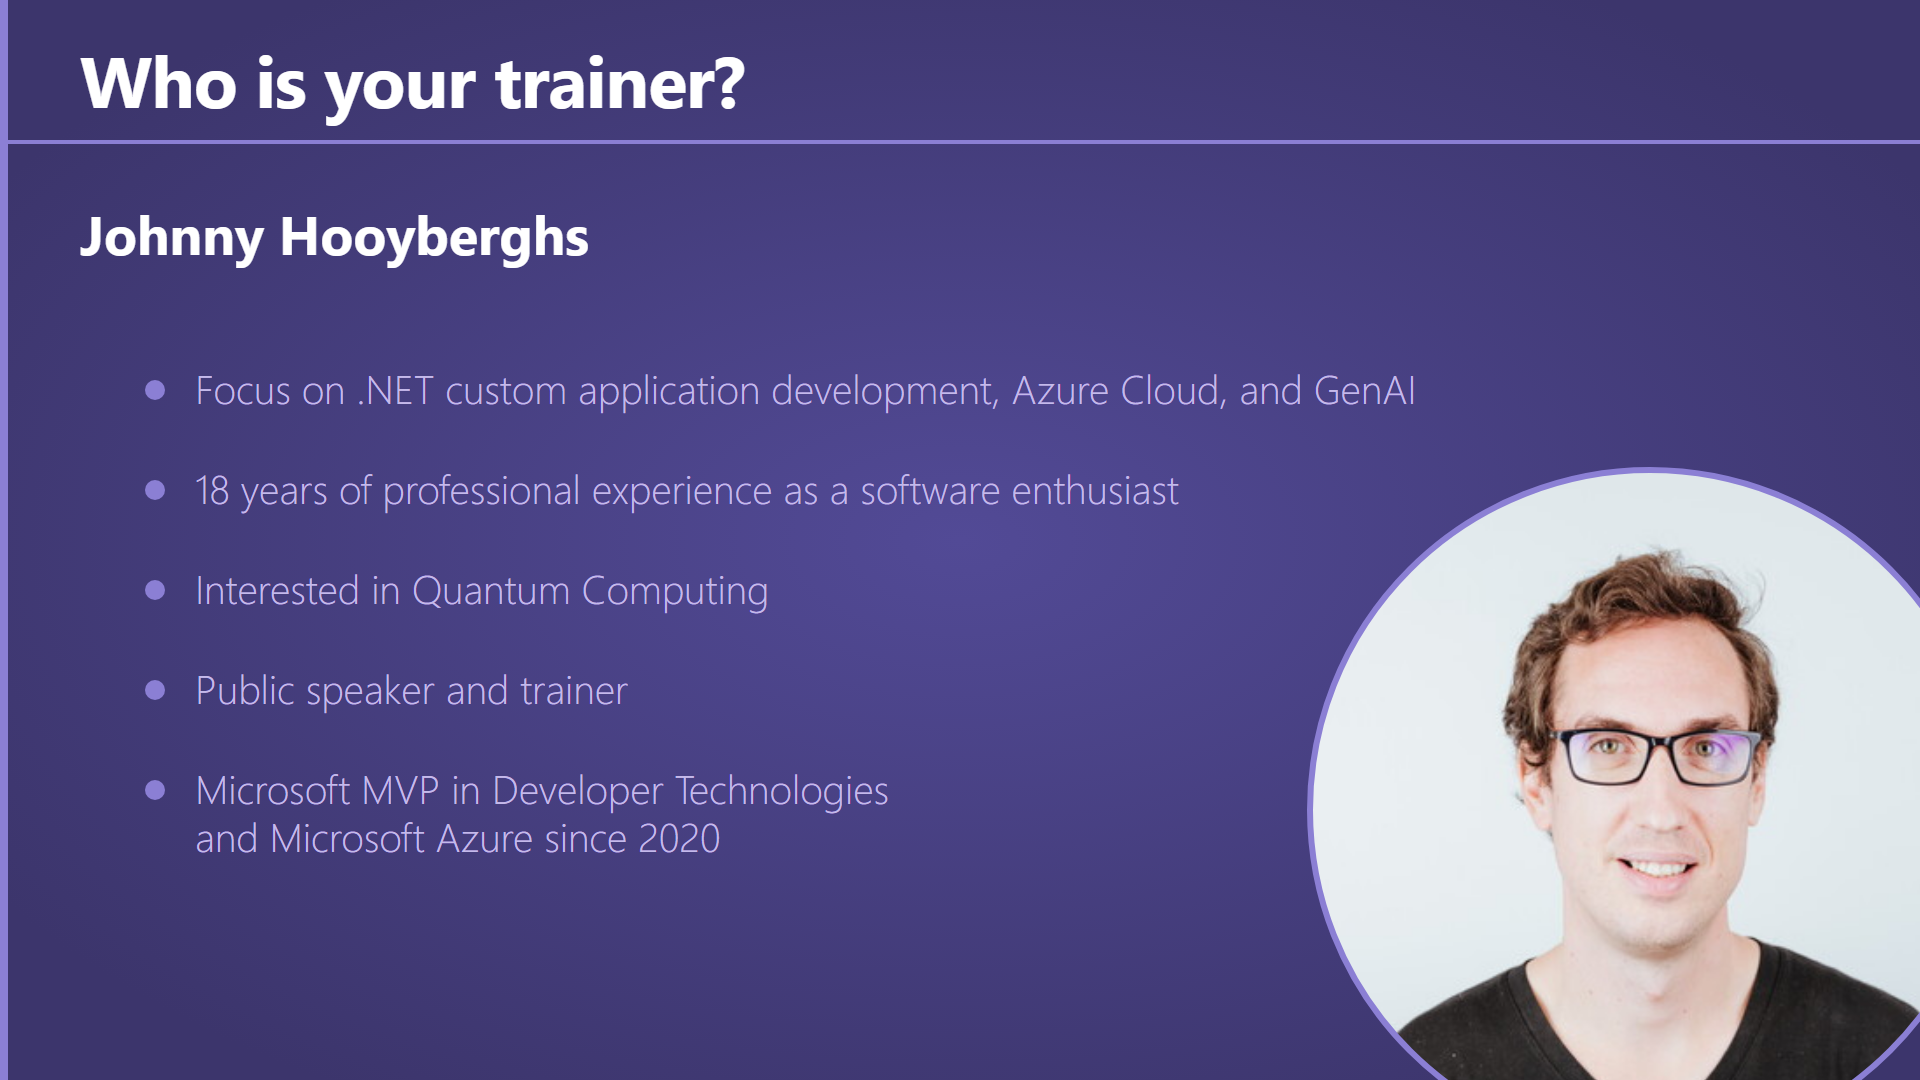 Who is your trainer?
Johnny Hooyberghs
Focus on .NET custom application development, Azure Cloud, and GenAI
18 years of professional experience as a software enthusiast
Interested in Quantum Computing
Public speaker and trainer
Microsoft MVP in Developer Technologies
and Microsoft Azure since 2020